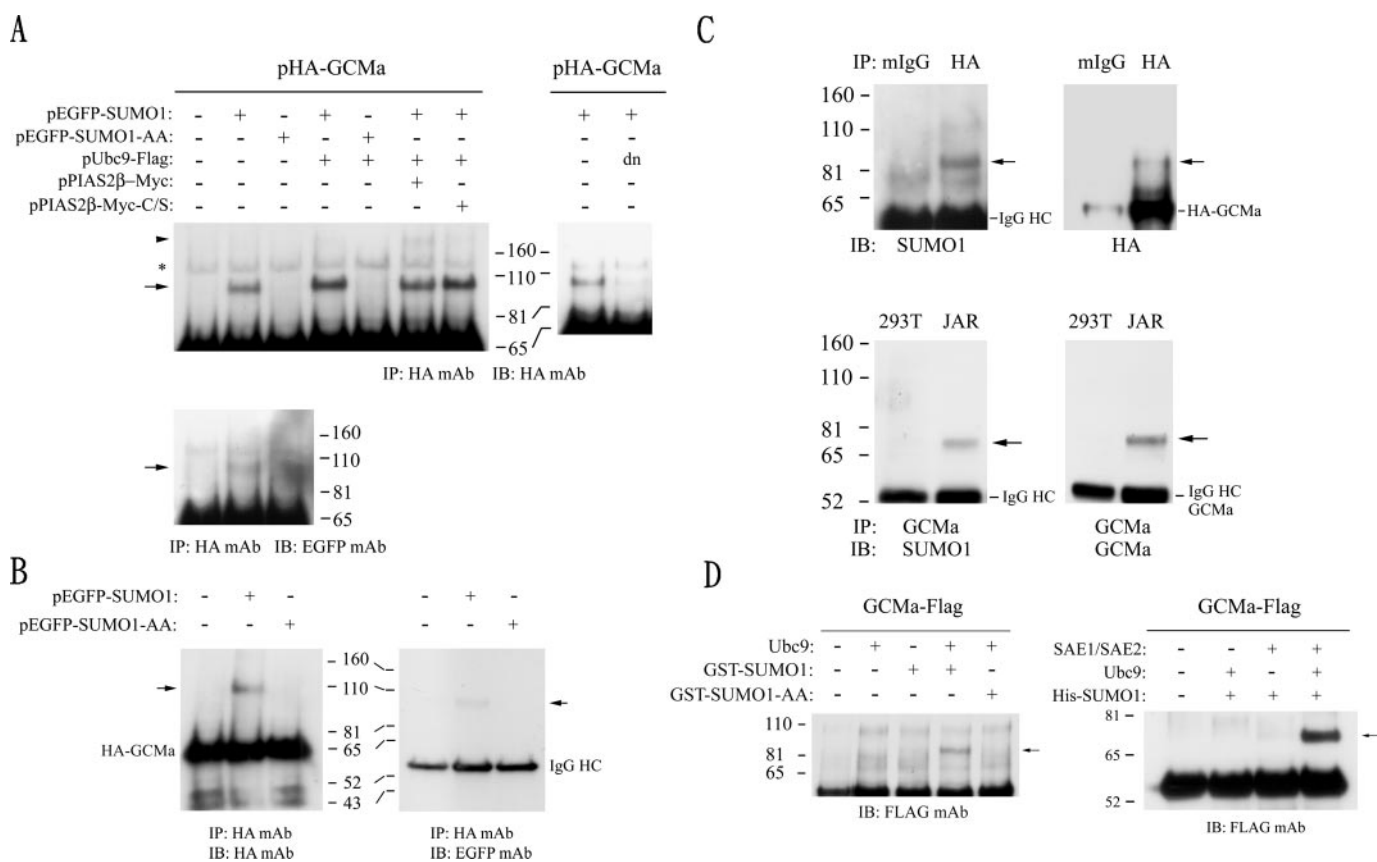 A
pHA-GCMa
pHA-GCMa
pEGFP-SUMO1: - + - + - + + + +
pEGFP-SUMO1-AA: - - + - + - - - -
pUbc9-Flag: - - - + + + + - dn
pPIAS2β-Myc: - - - - - + - - -
pPIAS2β-Myc-C/S: - - - - - - + - -
*
-160
-110
-81
-65
IP: HA mAb IB: HA mAb
-160
-110
-81
-65
IP: HA mAb IB: EGFP mAb
B
pEGFP-SUMO1: - + - - + -
pEGFP-SUMO1-AA: - - + - - +
160
110
81
65
52
43
HA-GCMa
IgG HC
IP: HA mAb
IB: HA mAb
IP: HA mAb
IB: EGFP mAb
C
IP: mIgG HA mIgG HA
160 -
110 -
81 -
65 -
-IgG HC
-HA-GCMa
IB: SUMO1 HA
293T JAR 293T JAR
160 -
110 -
81 -
65 -
52 -
-IgG HC
IgG HC
GCMa
IP: GCMa GCMa
IB: SUMO1 GCMa
D
GCMa-Flag
Ubc9: - + - + +
GST-SUMO1: - - + + -
GST-SUMO1-AA: - - - - +
110 -
81 -
65 -
IB: FLAG mAb
GCMa-Flag
SAE1/SAE2: - - + +
Ubc9: - + - +
His-SUMO1: - + + +
81 -
52 -
IB: FLAG mAb